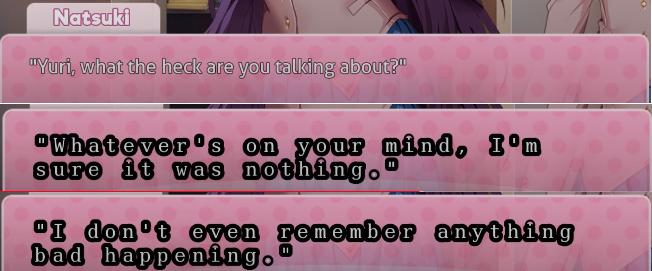 Natsuki
"Yuri, what the heck are you talking about?"
"Whatever's on your mind, I'm
sure it was nothing."
"I don't even remember anything
bad happening."